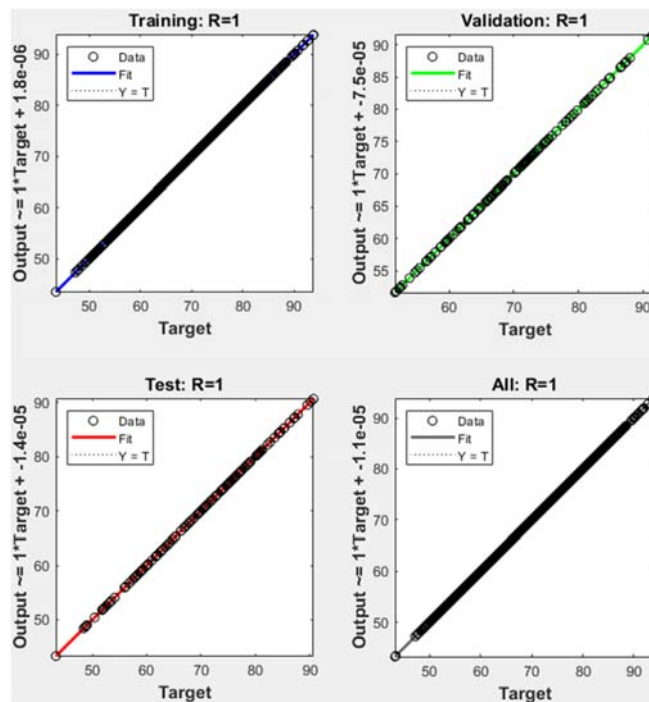 Training: R=1
Output ~= 1*Target + 1.8e-06
90
80
70
60
50
Data
Fit
Y = T
50 60 70 80 90
Target
Validation: R=1
Output ~= 1*Target + -7.5e-05
90
85
80
75
70
65
60
55
Data
Fit
Y = T
60 70 80 90
Target
Test: R=1
Output ~= 1*Target + -1.4e-05
90
80
70
60
50
Data
Fit
Y = T
50 60 70 80 90
Target
All: R=1
Output ~= 1*Target + -1.1e-05
90
80
70
60
50
Data
Fit
Y = T
50 60 70 80 90
Target